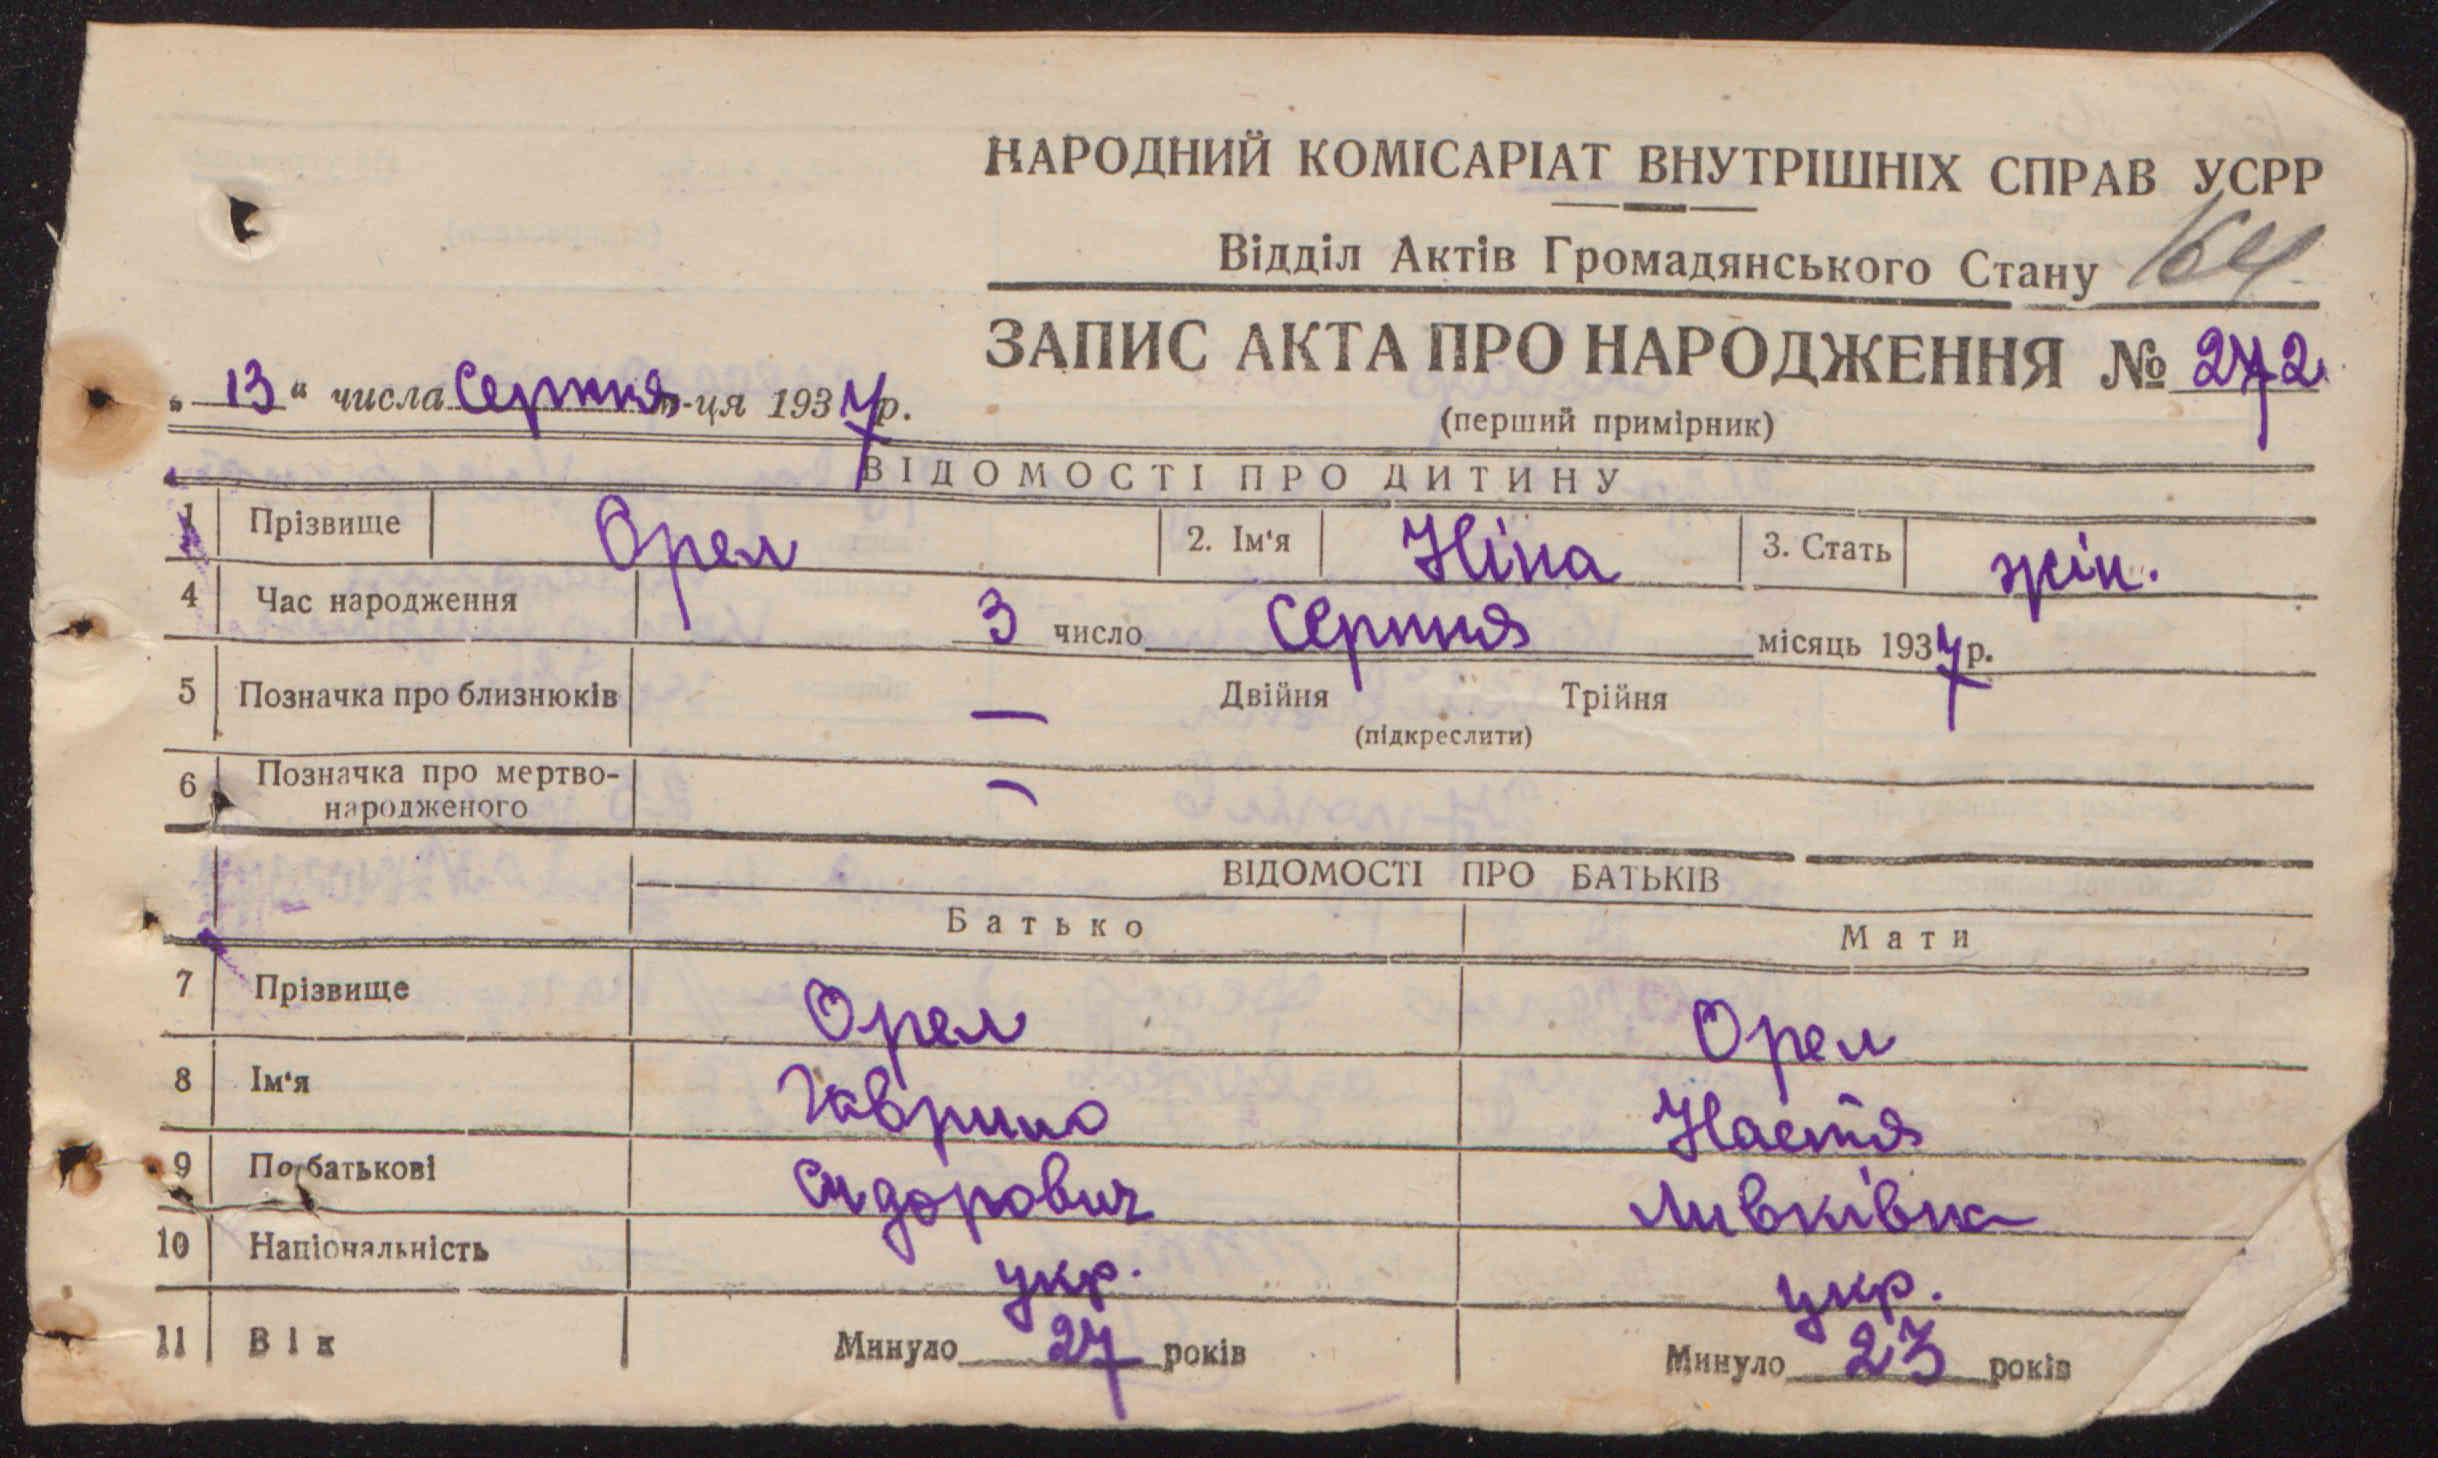 НАРОДНИЙ КОМІСАРІАТ ВНУТРІШНІХ СПРАВ УСРР
Відділ Актів Громадянського Стану 164
ЗАПИС АКТА ПРО НАРОДЖЕННЯ № 272
„ 13 “ числа Серпня м-ця 1937 р.
(перший примірник)
ВІДОМОСТІ ПРО ДИТИНУ
1 Прізвище Орел 2. Ім'я Ніна 3. Стать жін.
4 Час народження 3 число Серпня місяць 1937 р.
5 Позначка про близнюків — Двійня Трійня
(підкреслити)
6 Позначка про мертво-
народженого —
ВІДОМОСТІ ПРО БАТЬКІВ
Батько Мати
7 Прізвище Орел Орел
8 Ім'я Гаврило Настя
9 По батькові Сидорович
10 Національність укр. укр.
11 Вік Минуло 27 років Минуло 23 років